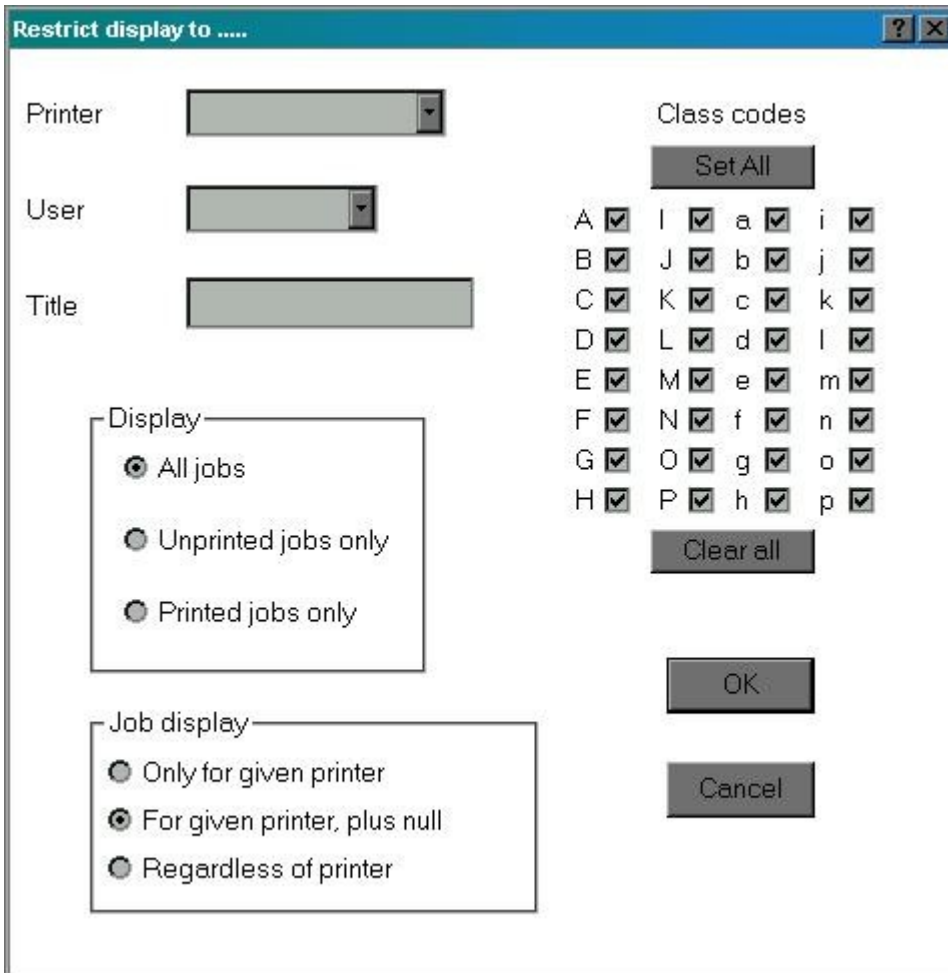 Restrict display to .....
Printer
User
Title
Display
All jobs
Unprinted jobs only
Printed jobs only
Job display
Only for given printer
For given printer, plus null
Regardless of printer
Class codes
Set All
A I a i
B J b j
C K c k
D L d l
E M e m
F N f n
G O g o
H P h p
Clear all
OK
Cancel